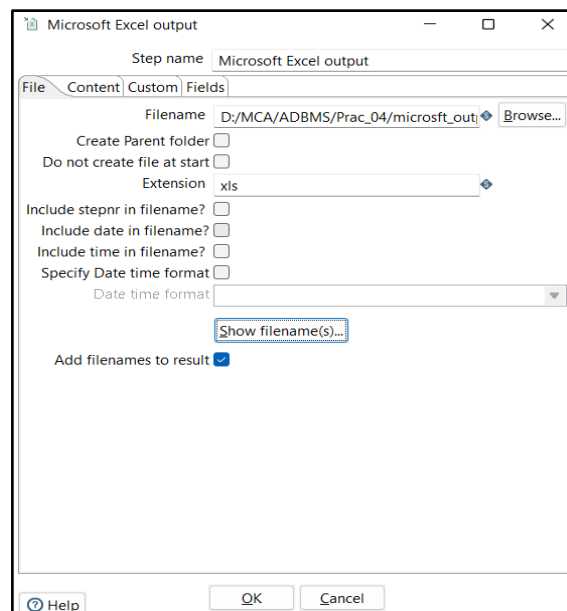 Microsoft Excel output
Step name Microsoft Excel output
File Content Custom Fields
Filename D:/MCA/ADBMS/Prac_04/microsft_out Browse...
Create Parent folder
Do not create file at start
Extension xls
Include stepnr in filename?
Include date in filename?
Include time in filename?
Specify Date time format
Date time format
Show filename(s)...
Add filenames to result
Help OK Cancel